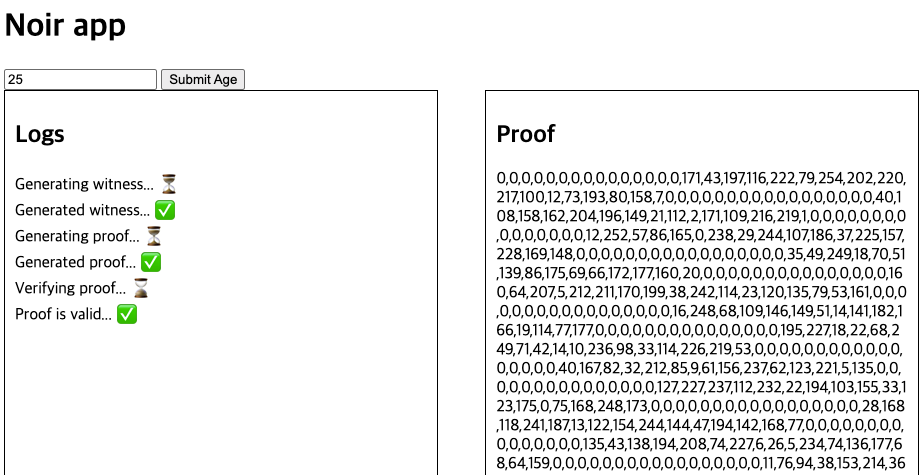 Noir app
25 Submit Age
Logs
Generating witness... ⏳
Generated witness... ✅
Generating proof... ⏳
Generated proof... ✅
Verifying proof... ⌛
Proof is valid... ✅
Proof
0,0,0,0,0,0,0,0,0,0,0,0,0,0,0,171,43,197,116,222,79,254,202,220,
217,100,12,73,193,80,158,7,0,0,0,0,0,0,0,0,0,0,0,0,0,0,0,0,0,40,1
08,158,162,204,196,149,21,112,2,171,109,216,219,1,0,0,0,0,0,0,0,0
,0,0,0,0,0,0,0,12,252,57,86,165,0,238,29,244,107,186,37,225,157,
228,169,148,0,0,0,0,0,0,0,0,0,0,0,0,0,0,0,0,0,35,49,249,18,70,51
,139,86,175,69,66,172,177,160,20,0,0,0,0,0,0,0,0,0,0,0,0,0,0,0,16
0,64,207,5,212,211,170,199,38,242,114,23,120,135,79,53,161,0,0,0
,0,0,0,0,0,0,0,0,0,0,0,0,0,0,16,248,68,109,146,149,51,14,141,182,1
66,19,114,77,177,0,0,0,0,0,0,0,0,0,0,0,0,0,0,0,195,227,18,22,68,2
49,71,42,14,10,236,98,33,114,226,219,53,0,0,0,0,0,0,0,0,0,0,0,0,
0,0,0,0,0,40,167,82,32,212,85,9,61,156,237,62,123,221,5,135,0,0,
0,0,0,0,0,0,0,0,0,0,0,0,127,227,237,112,232,22,194,103,155,33,1
23,175,0,75,168,248,173,0,0,0,0,0,0,0,0,0,0,0,0,0,0,0,0,0,28,168
,118,241,187,13,122,154,244,144,47,194,142,168,77,0,0,0,0,0,0,0,0,
0,0,0,0,0,0,0,135,43,138,194,208,74,227,6,26,5,234,74,136,177,6
8,64,159,0,0,0,0,0,0,0,0,0,0,0,0,0,0,0,0,0,11,76,94,38,153,214,36